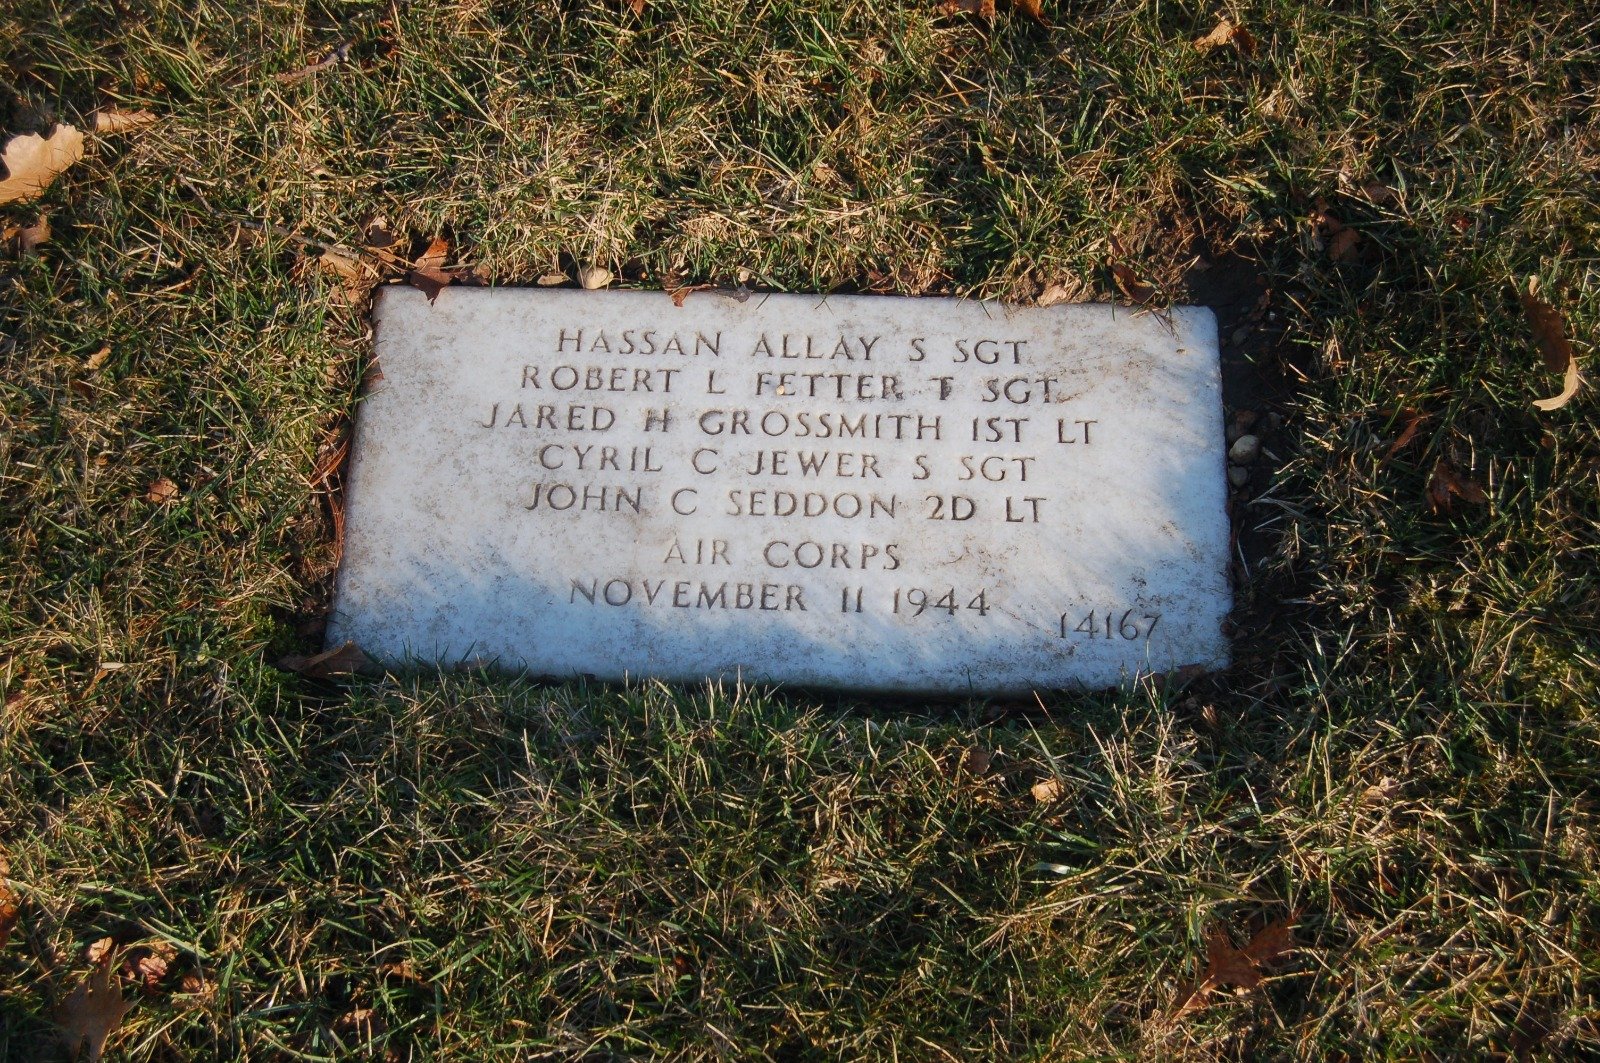 HASSAN ALLAY S SGT
ROBERT L FETTER T SGT
JARED H GROSSMITH 1ST LT
CYRIL C JEWER S SGT
JOHN C SEDDON 2D LT
AIR CORPS
NOVEMBER 11 1944
14167